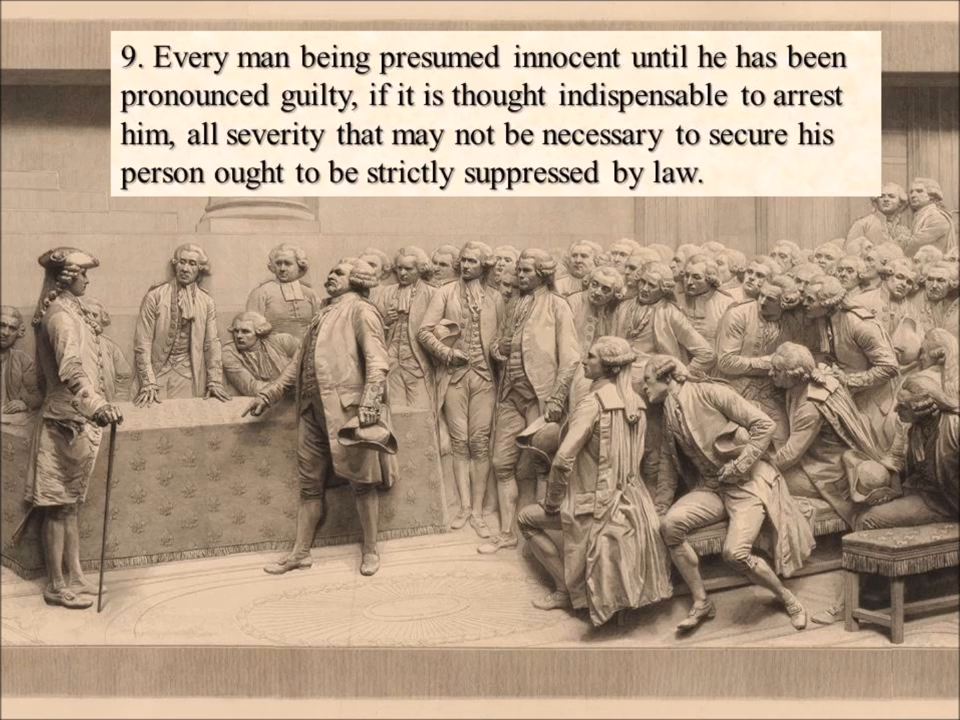 9. Every man being presumed innocent until he has been
pronounced guilty, if it is thought indispensable to arrest
him, all severity that may not be necessary to secure his
person ought to be strictly suppressed by law.